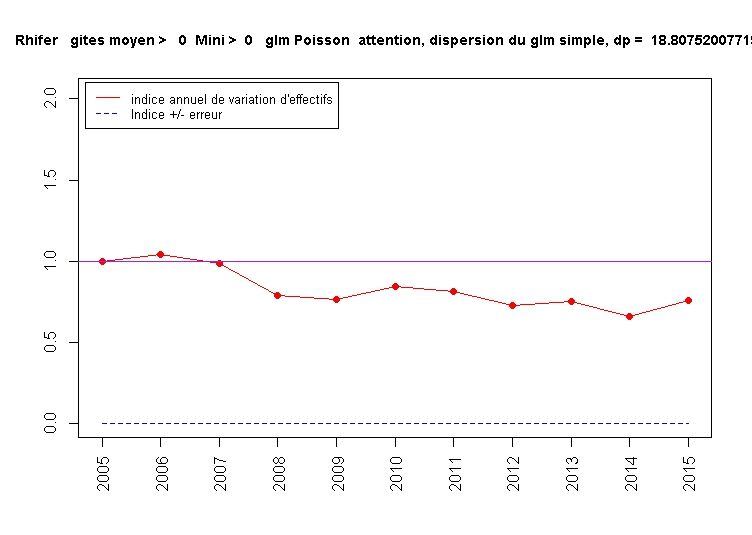 Rhifer gites moyen > 0 Mini > 0 glm Poisson attention, dispersion du glm simple, dp = 18.8075200771
indice annuel de variation d'effectifs
Indice +/- erreur
2.0
1.5
1.0
0.5
0.0
2005 2006 2007 2008 2009 2010 2011 2012 2013 2014 2015